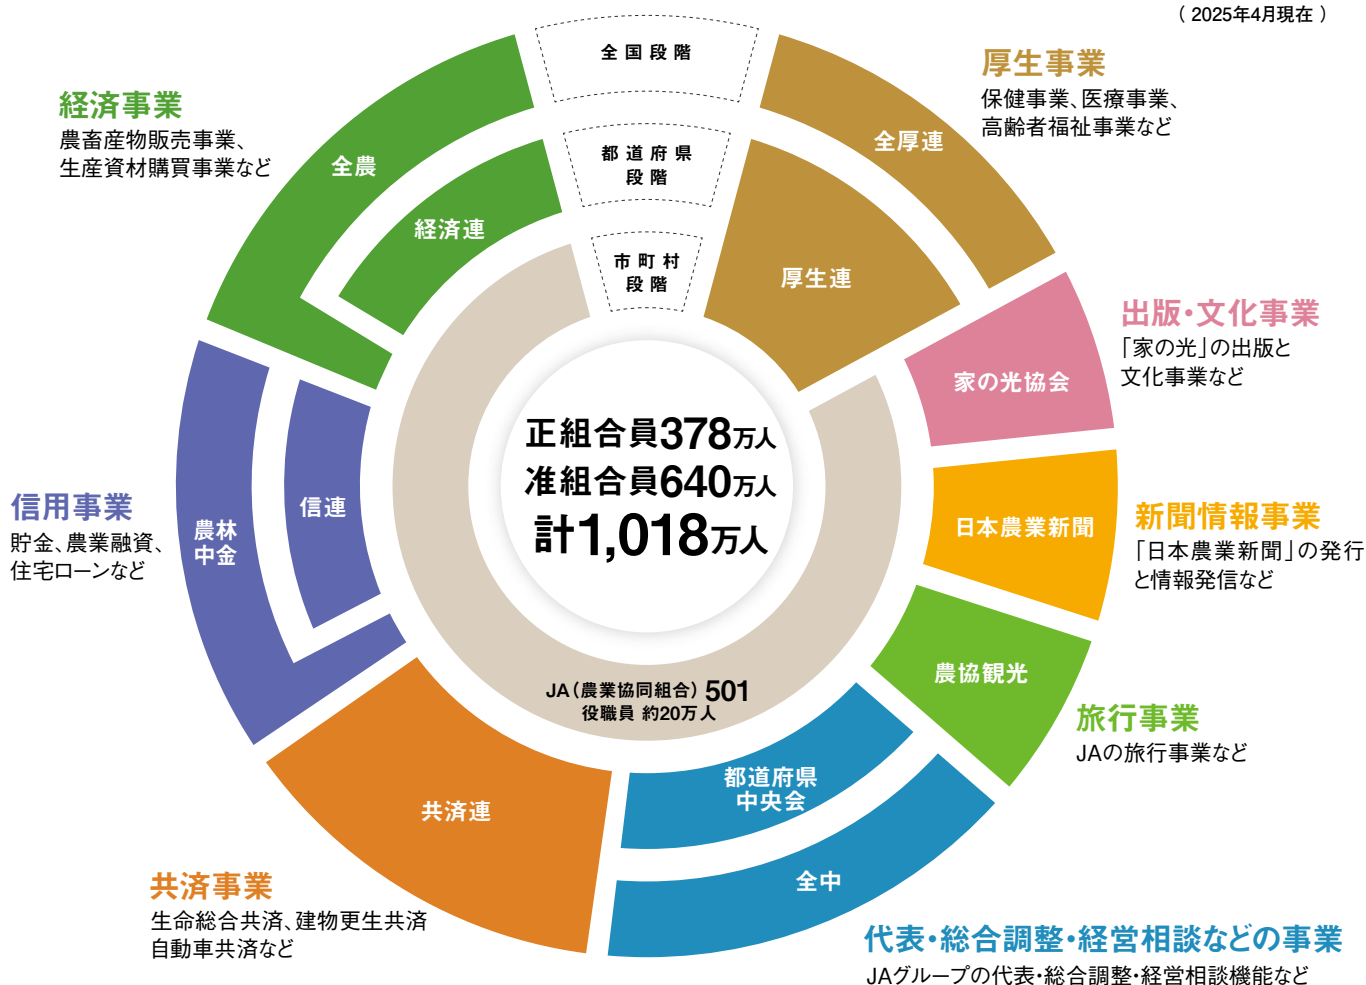 ( 2025年4月現在 )
全国段階
都道府県
段階
市町村
段階
厚生事業
保健事業、医療事業、
高齢者福祉事業など
全厚連
厚生連
経済事業
農畜産物販売事業、
生産資材購買事業など
全農
経済連
出版・文化事業
「家の光」の出版と
文化事業など
家の光協会
正組合員378万人
准組合員640万人
計1,018万人
信用事業
貯金、農業融資、
住宅ローンなど
農林
中金
信連
日本農業新聞
新聞情報事業
「日本農業新聞」の発行
と情報発信など
農協観光
旅行事業
JAの旅行事業など
JA(農業協同組合) 501
役職員 約20万人
都道府県
中央会
全中
共済連
共済事業
生命総合共済、建物更生共済
自動車共済など
代表・総合調整・経営相談などの事業
JAグループの代表・総合調整・経営相談機能など